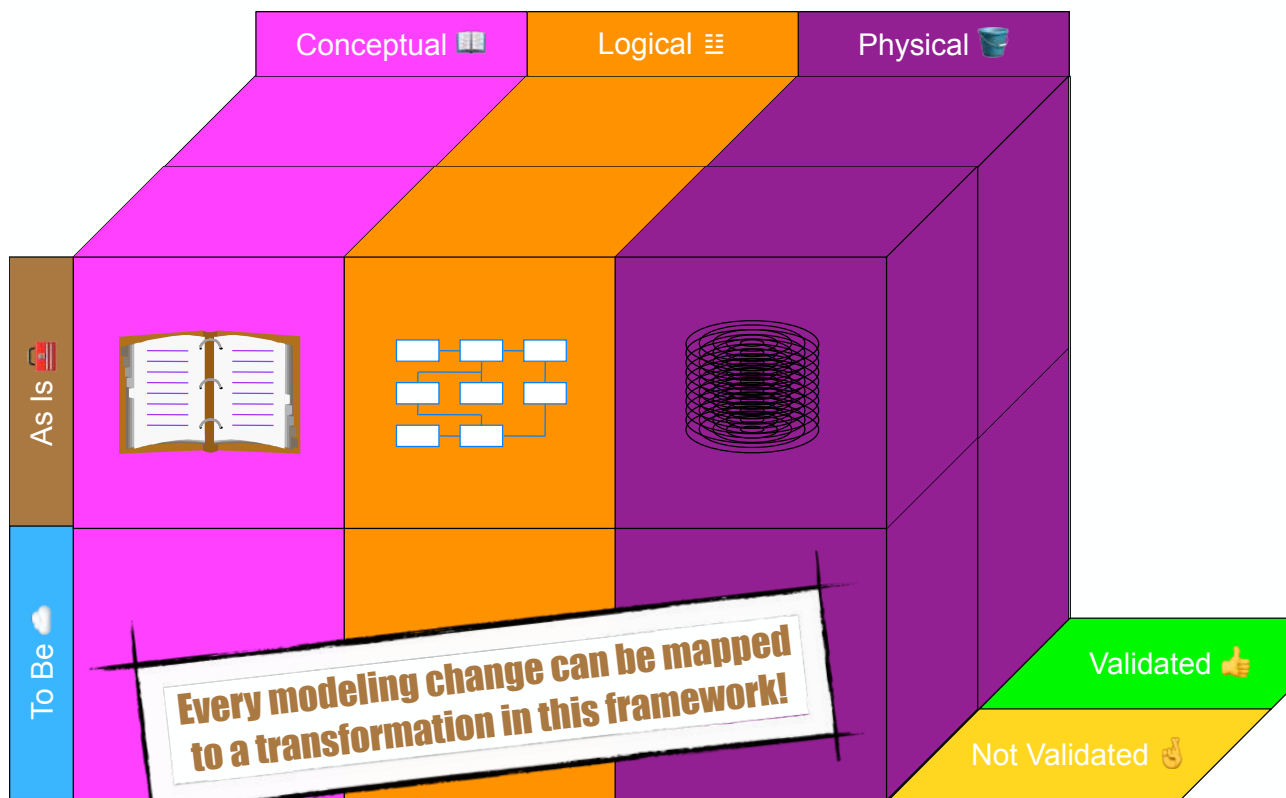 Conceptual 📖
Logical ☷
Physical 🪣
As Is 🧰
To Be ☁️
Every modeling change can be mapped
to a transformation in this framework!
Validated 👍
Not Validated 🤞